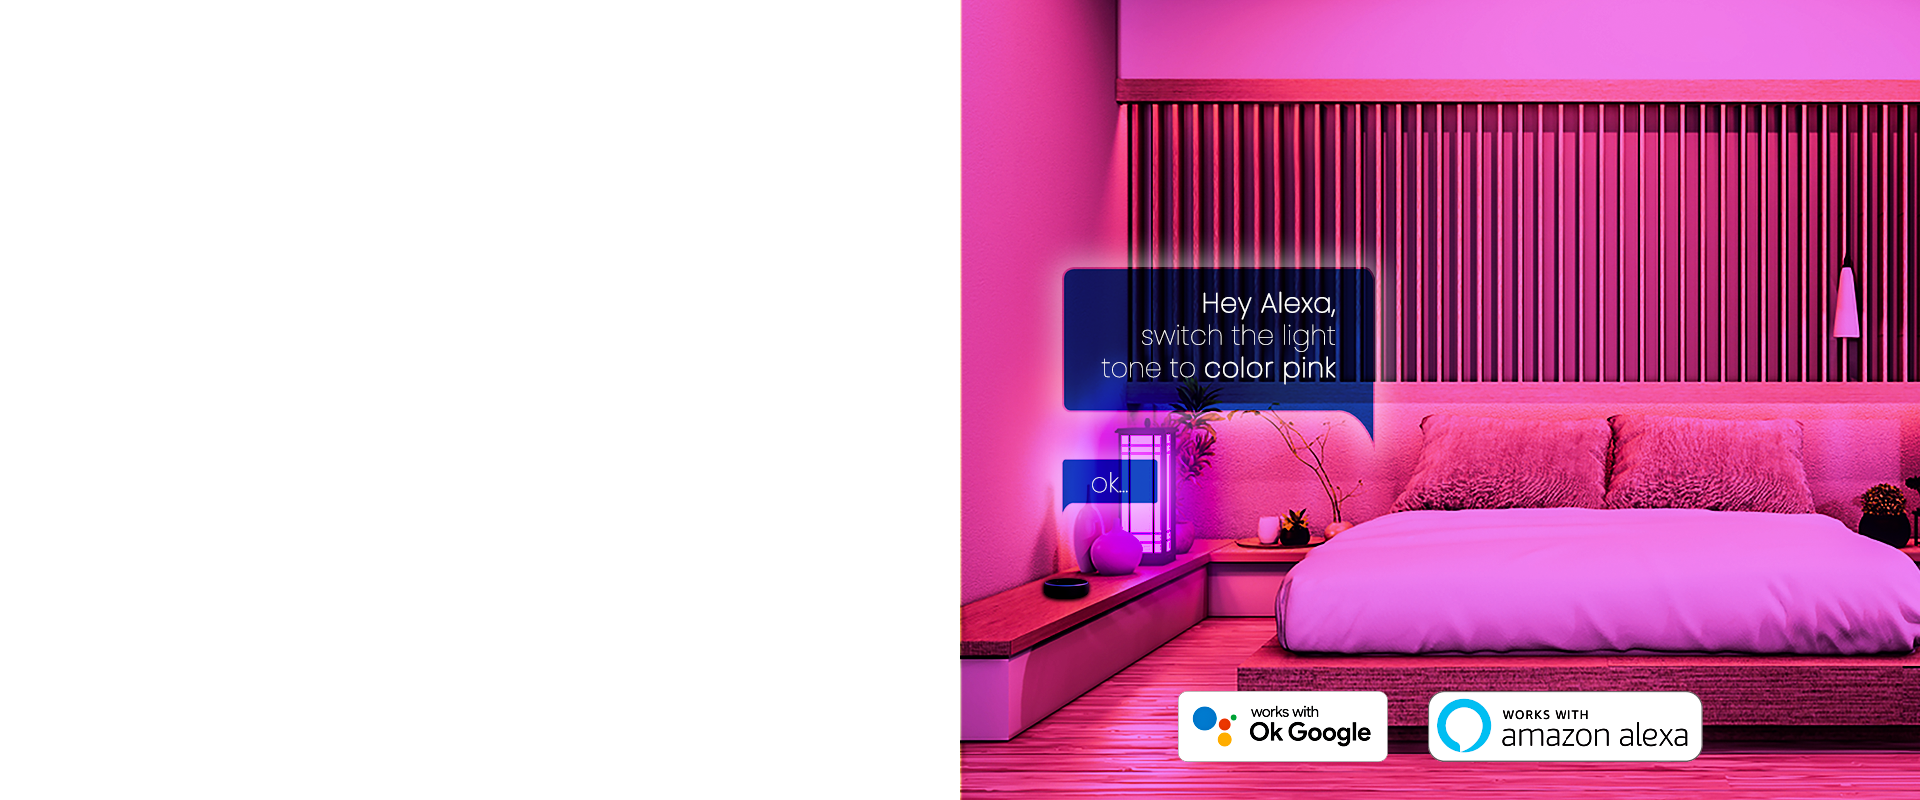 Hey Alexa,
switch the light
tone to color pink
ok...
works with
Ok Google
WORKS WITH
amazon alexa